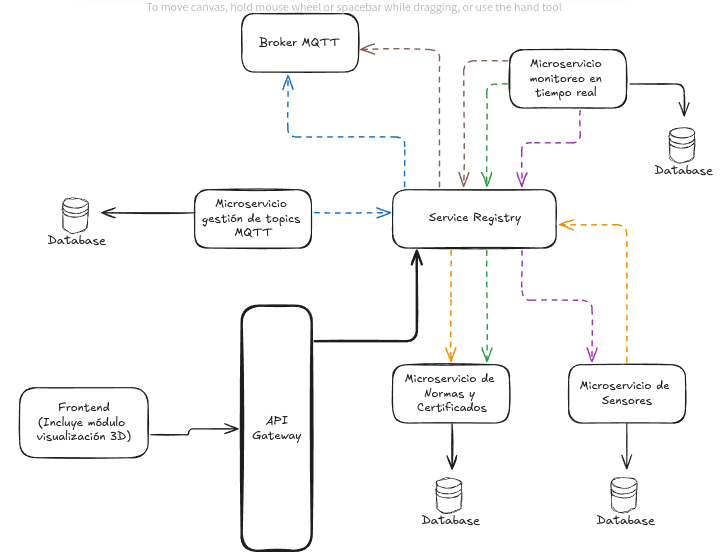 To move canvas, hold mouse wheel or spacebar while dragging, or use the hand tool
Broker MQTT
Microservicio
monitoreo en
tiempo real
Database
Microservicio
gestión de topics
MQTT
Service Registry
Database
Frontend
(Incluye módulo
visualización 3D)
API
Gateway
Microservicio de
Normas y
Certificados
Microservicio de
Sensores
Database
Database